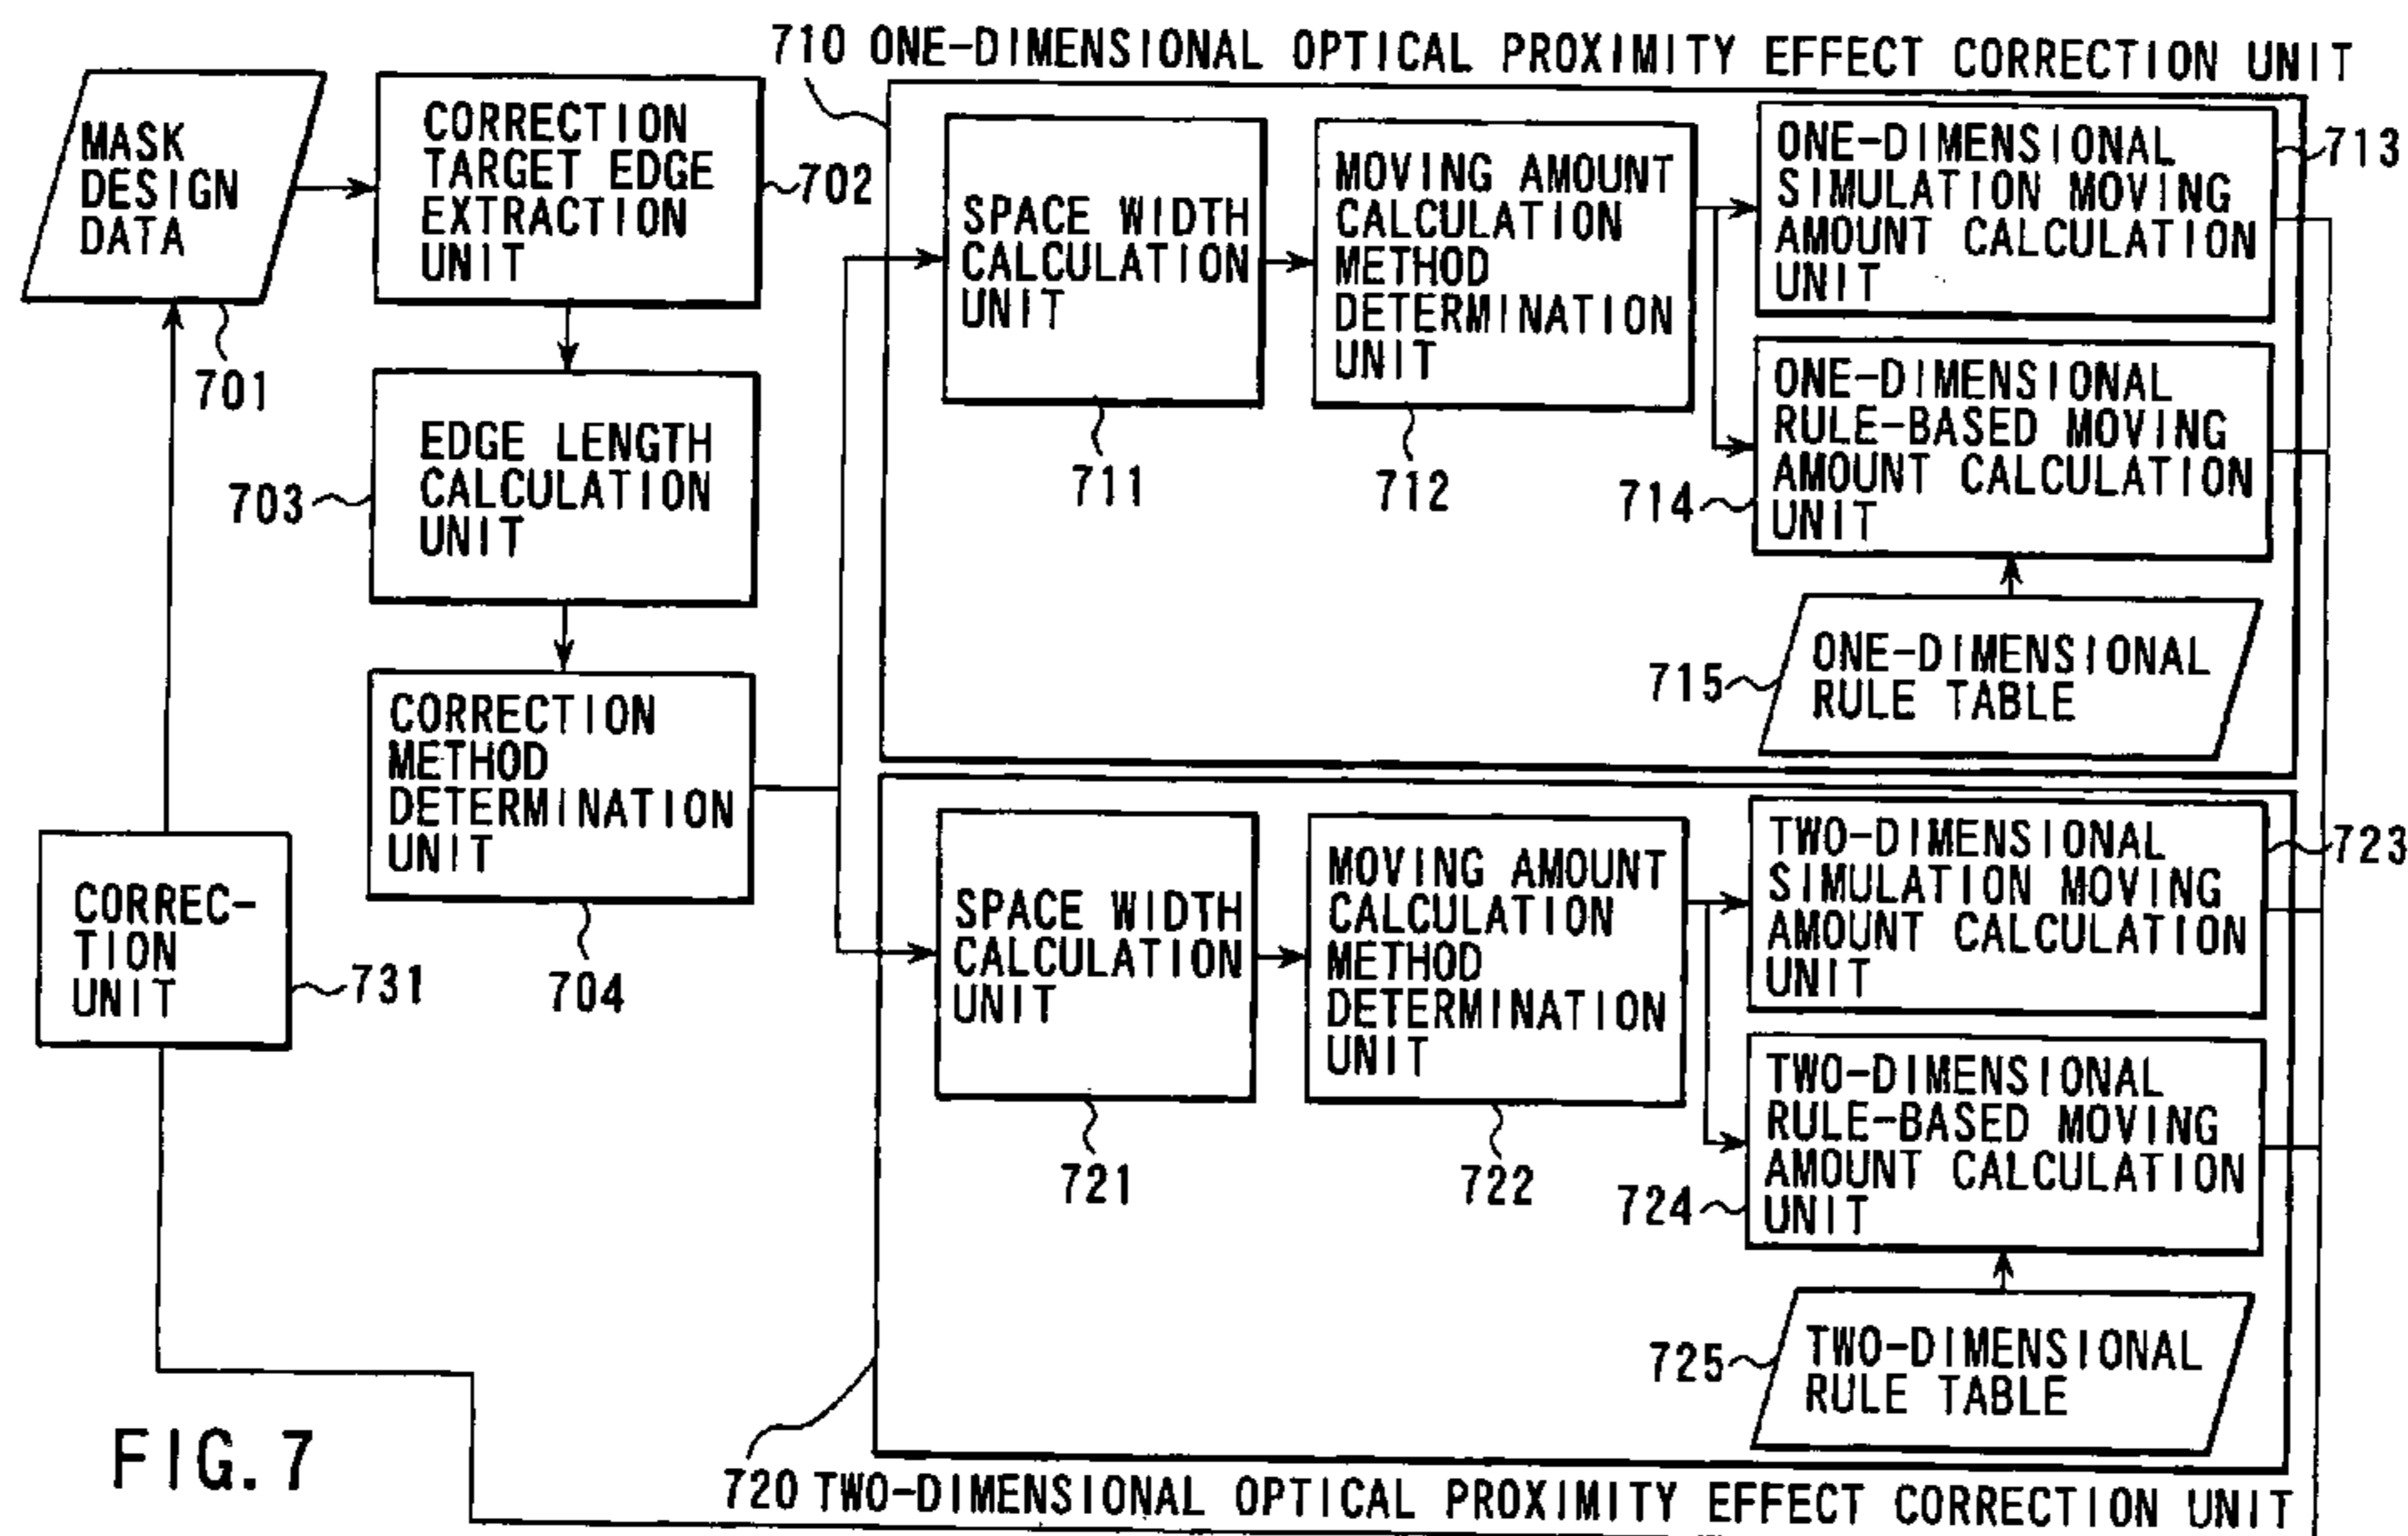 710 ONE-DIMENSIONAL OPTICAL PROXIMITY EFFECT CORRECTION UNIT
MASK
DESIGN
DATA
701
CORRECTION
TARGET EDGE
EXTRACTION
UNIT
702
EDGE LENGTH
CALCULATION
UNIT
703
CORRECTION
METHOD
DETERMINATION
UNIT
704
SPACE WIDTH
CALCULATION
UNIT
711
MOVING AMOUNT
CALCULATION
METHOD
DETERMINATION
UNIT
712
ONE-DIMENSIONAL
SIMULATION MOVING
AMOUNT CALCULATION
UNIT
713
ONE-DIMENSIONAL
RULE-BASED MOVING
AMOUNT CALCULATION
UNIT
714
ONE-DIMENSIONAL
RULE TABLE
715
SPACE WIDTH
CALCULATION
UNIT
721
MOVING AMOUNT
CALCULATION
METHOD
DETERMINATION
UNIT
722
TWO-DIMENSIONAL
SIMULATION MOVING
AMOUNT CALCULATION
UNIT
723
TWO-DIMENSIONAL
RULE-BASED MOVING
AMOUNT CALCULATION
UNIT
724
TWO-DIMENSIONAL
RULE TABLE
725
CORREC-
TION
UNIT
731
720 TWO-DIMENSIONAL OPTICAL PROXIMITY EFFECT CORRECTION UNIT
FIG. 7